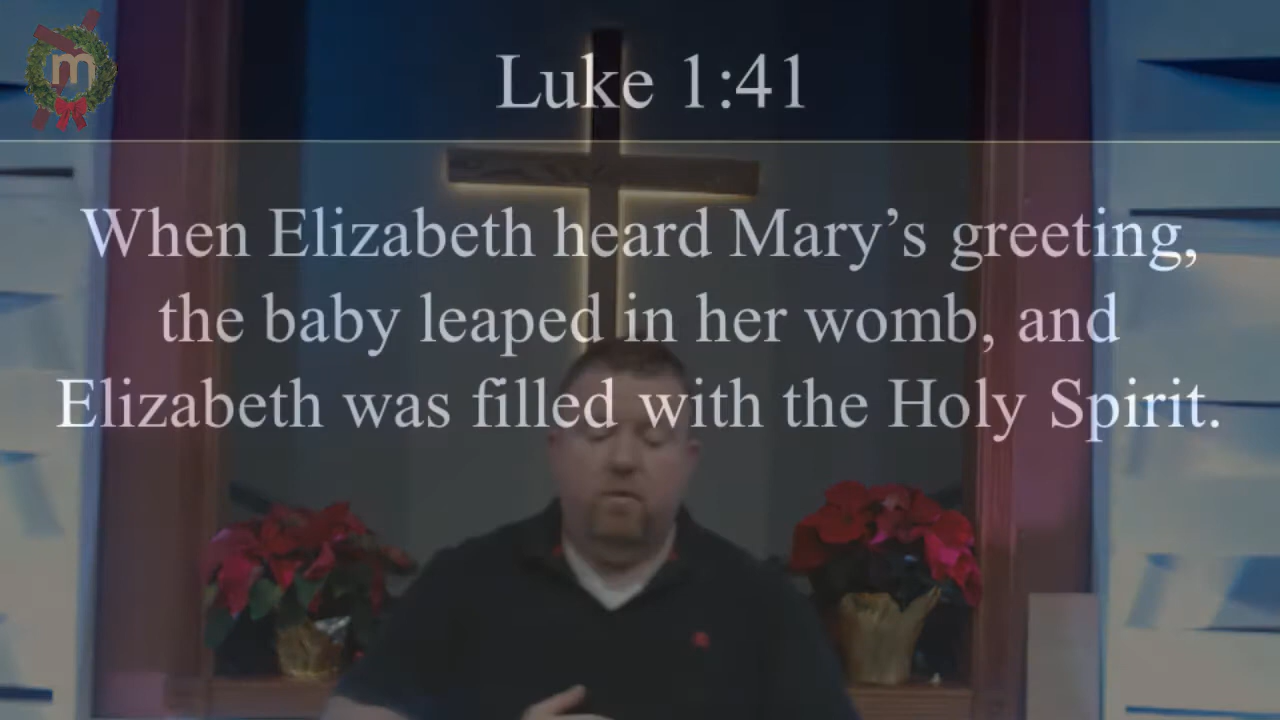 m
Luke 1:41
When Elizabeth heard Mary’s greeting,
the baby leaped in her womb, and
Elizabeth was filled with the Holy Spirit.